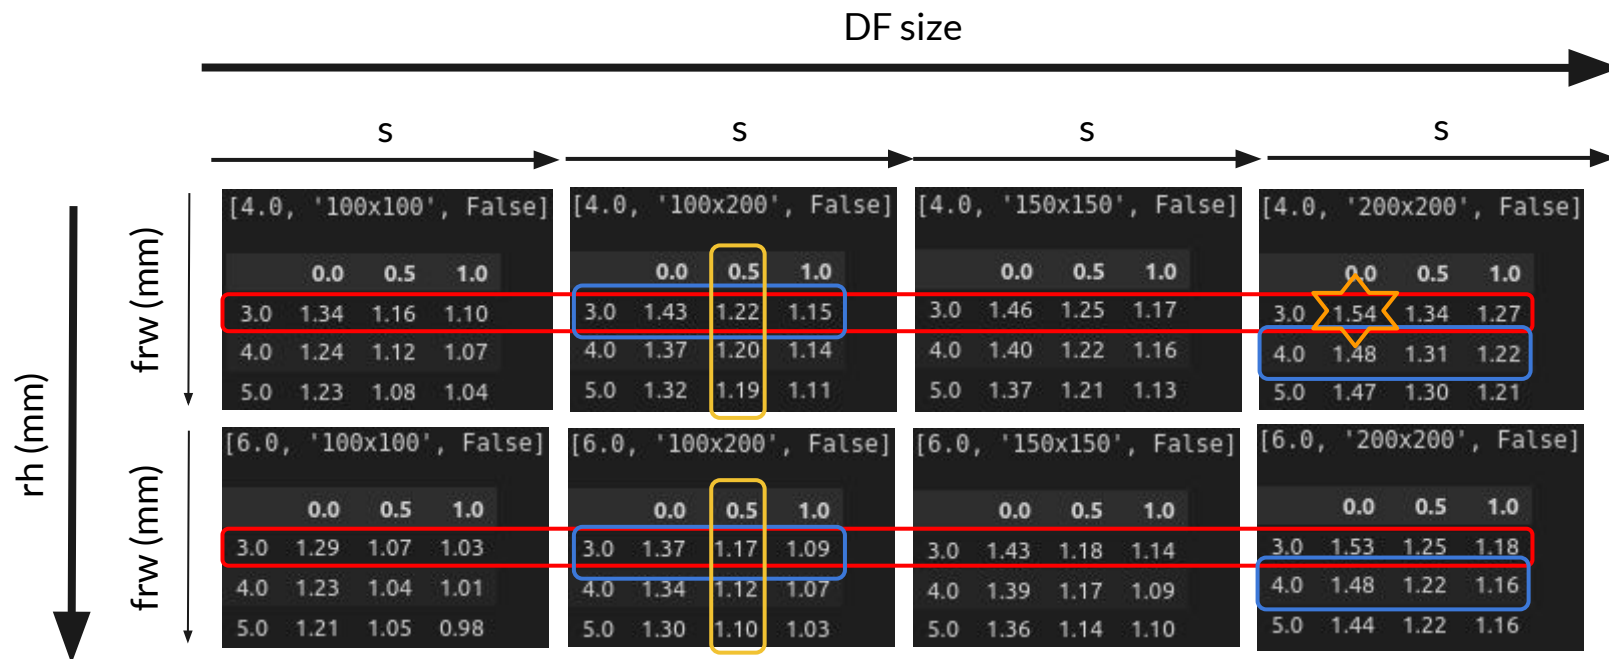 DF size
s s s s
rh (mm)
frw (mm)
[4.0, '100x100', False]
0.0 0.5 1.0
3.0 1.34 1.16 1.10
4.0 1.24 1.12 1.07
5.0 1.23 1.08 1.04
[4.0, '100x200', False]
0.0 0.5 1.0
3.0 1.43 1.22 1.15
4.0 1.37 1.20 1.14
5.0 1.32 1.19 1.11
[4.0, '150x150', False]
0.0 0.5 1.0
3.0 1.46 1.25 1.17
4.0 1.40 1.22 1.16
5.0 1.37 1.21 1.13
[4.0, '200x200', False]
0.0 0.5 1.0
3.0 1.54 1.34 1.27
4.0 1.48 1.31 1.22
5.0 1.47 1.30 1.21
frw (mm)
[6.0, '100x100', False]
0.0 0.5 1.0
3.0 1.29 1.07 1.03
4.0 1.23 1.04 1.01
5.0 1.21 1.05 0.98
[6.0, '100x200', False]
0.0 0.5 1.0
3.0 1.37 1.17 1.09
4.0 1.34 1.12 1.07
5.0 1.30 1.10 1.03
[6.0, '150x150', False]
0.0 0.5 1.0
3.0 1.43 1.18 1.14
4.0 1.39 1.17 1.09
5.0 1.36 1.14 1.10
[6.0, '200x200', False]
0.0 0.5 1.0
3.0 1.53 1.25 1.18
4.0 1.48 1.22 1.16
5.0 1.44 1.22 1.16